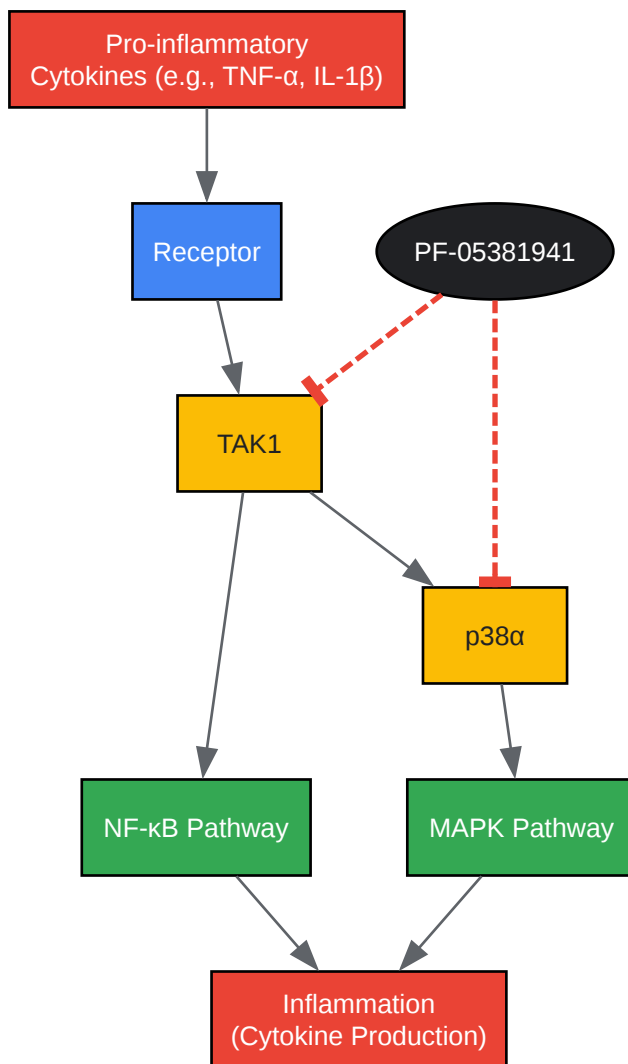 Pro-inflammatory
Cytokines (e.g., TNF-α, IL-1β)
Receptor
PF-05381941
TAK1
p38α
NF-κB Pathway
MAPK Pathway
Inflammation
(Cytokine Production)